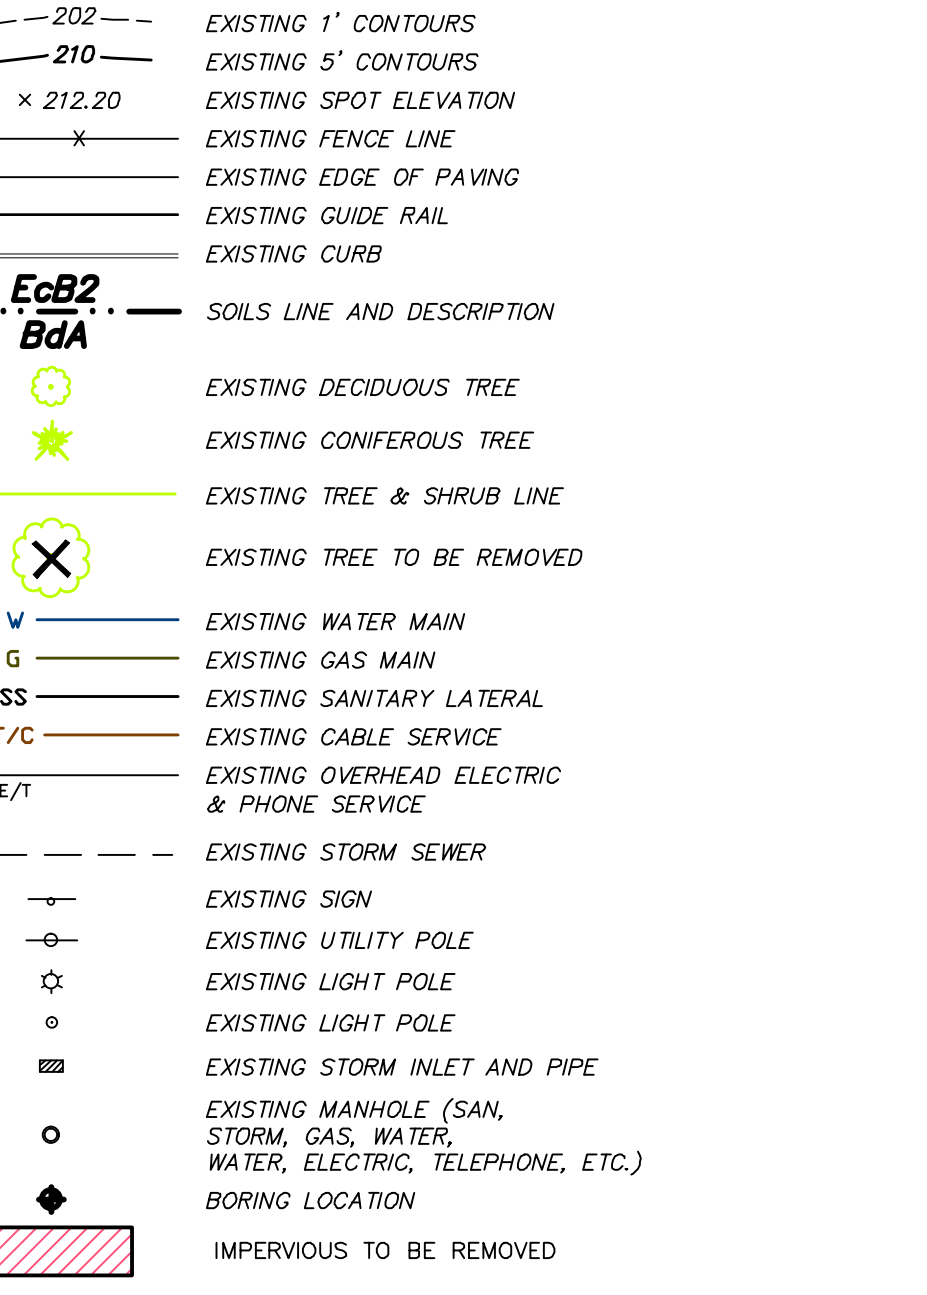 202 EXISTING 1' CONTOURS
210 EXISTING 5' CONTOURS
× 212.20 EXISTING SPOT ELEVATION
X EXISTING FENCE LINE
EXISTING EDGE OF PAVING
EXISTING GUIDE RAIL
EXISTING CURB
EcB2
SOILS LINE AND DESCRIPTION
BdA
EXISTING DECIDUOUS TREE
EXISTING CONIFEROUS TREE
EXISTING TREE & SHRUB LINE
EXISTING TREE TO BE REMOVED
W EXISTING WATER MAIN
G EXISTING GAS MAIN
SS EXISTING SANITARY LATERAL
T/C EXISTING CABLE SERVICE
EXISTING OVERHEAD ELECTRIC
E/T & PHONE SERVICE
EXISTING STORM SEWER
EXISTING SIGN
EXISTING UTILITY POLE
EXISTING LIGHT POLE
EXISTING LIGHT POLE
EXISTING STORM INLET AND PIPE
EXISTING MANHOLE (SAN,
STORM, GAS, WATER,
WATER, ELECTRIC, TELEPHONE, ETC.)
BORING LOCATION
IMPERVIOUS TO BE REMOVED